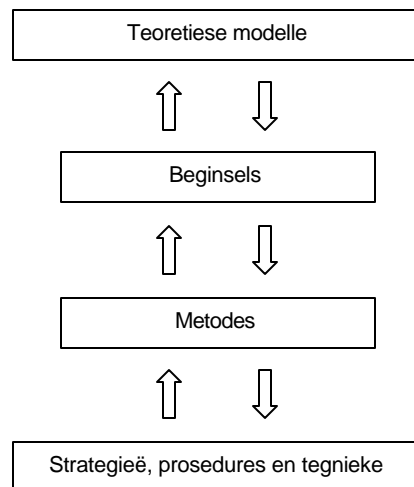 Teoretiese modelle
Beginsels
Metodes
Strategieë, prosedures en tegnieke